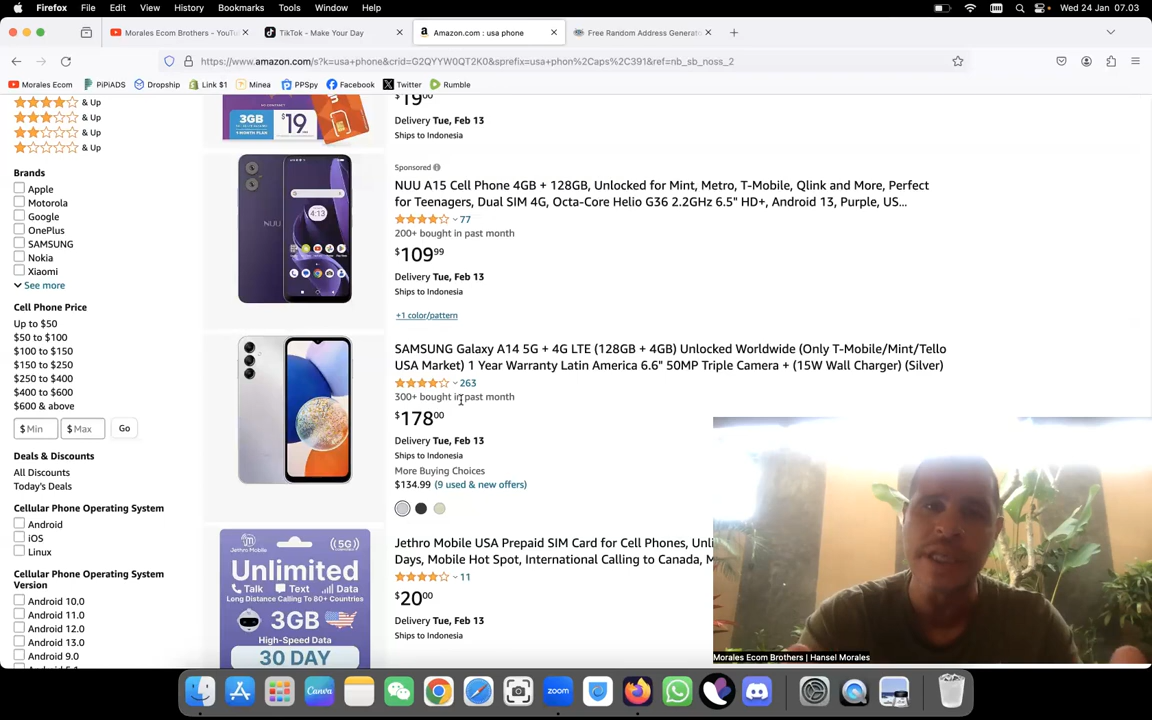 Firefox File Edit View History Bookmarks Tools Window Help Wed 24 Jan 07.03
Morales Ecom Brothers - YouTu TikTok - Make Your Day Amazon.com : usa phone Free Random Address Generato
https://www.amazon.com/s?k=usa+phone&crid=G2QYYW0QT2K0&sprefix=usa+phon%2Caps%2C391&ref=nb_sb_noss_2
Morales Ecom PiPiADS Dropship Link $1 Minea PPSpy Facebook Twitter Rumble
& Up
& Up
& Up
& Up
Brands
Apple
Motorola
Google
OnePlus
SAMSUNG
Nokia
Xiaomi
See more
Cell Phone Price
Up to $50
$50 to $100
$100 to $150
$150 to $250
$250 to $400
$400 to $600
$600 & above
$ Min $ Max Go
Deals & Discounts
All Discounts
Today's Deals
Cellular Phone Operating System
Android
iOS
Linux
Cellular Phone Operating System
Version
Android 10.0
Android 11.0
Android 12.0
Android 13.0
Android 9.0
3GB $19
$1900
Delivery Tue, Feb 13
Ships to Indonesia
NUU
4:13
Sponsored
NUU A15 Cell Phone 4GB + 128GB, Unlocked for Mint, Metro, T-Mobile, Qlink and More, Perfect
for Teenagers, Dual SIM 4G, Octa-Core Helio G36 2.2GHz 6.5" HD+, Android 13, Purple, US...
77
200+ bought in past month
$10999
Delivery Tue, Feb 13
Ships to Indonesia
+1 color/pattern
SAMSUNG Galaxy A14 5G + 4G LTE (128GB + 4GB) Unlocked Worldwide (Only T-Mobile/Mint/Tello
USA Market) 1 Year Warranty Latin America 6.6" 50MP Triple Camera + (15W Wall Charger) (Silver)
263
300+ bought in past month
$17800
Delivery Tue, Feb 13
Ships to Indonesia
More Buying Choices
$134.99 (9 used & new offers)
Jethro Mobile (5G)
Unlimited
Talk Text Data
Long Distance Calling To 80+ Countries
3GB
High-Speed Data
30 DAY
Jethro Mobile USA Prepaid SIM Card for Cell Phones, Unli
Days, Mobile Hot Spot, International Calling to Canada, M
11
$2000
Delivery Tue, Feb 13
Ships to Indonesia
Morales Ecom Brothers | Hansel Morales
Canva zoom